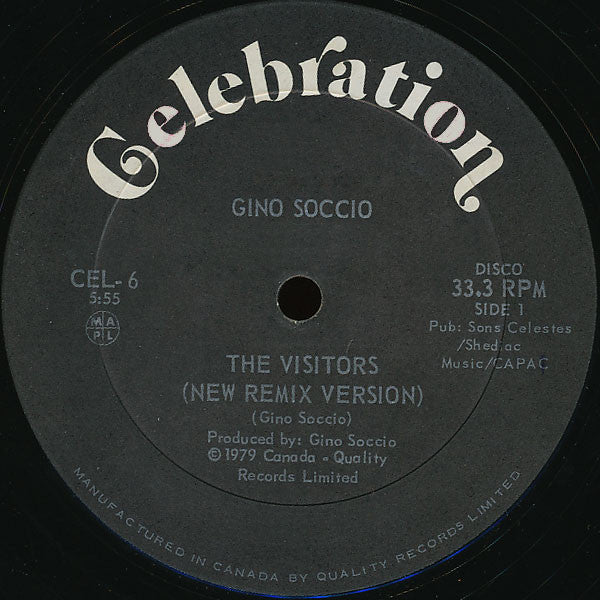 Celebration
GINO SOCCIO
CEL-6
5:55
M A
P L
DISCO
33.3 RPM
SIDE 1
Pub: Sons Celestes
/Shediac
Music/CAPAC
THE VISITORS
(NEW REMIX VERSION)
(Gino Soccio)
Produced by: Gino Soccio
© 1979 Canada - Quality
Records Limited
MANUFACTURED IN CANADA BY QUALITY RECORDS LIMITED